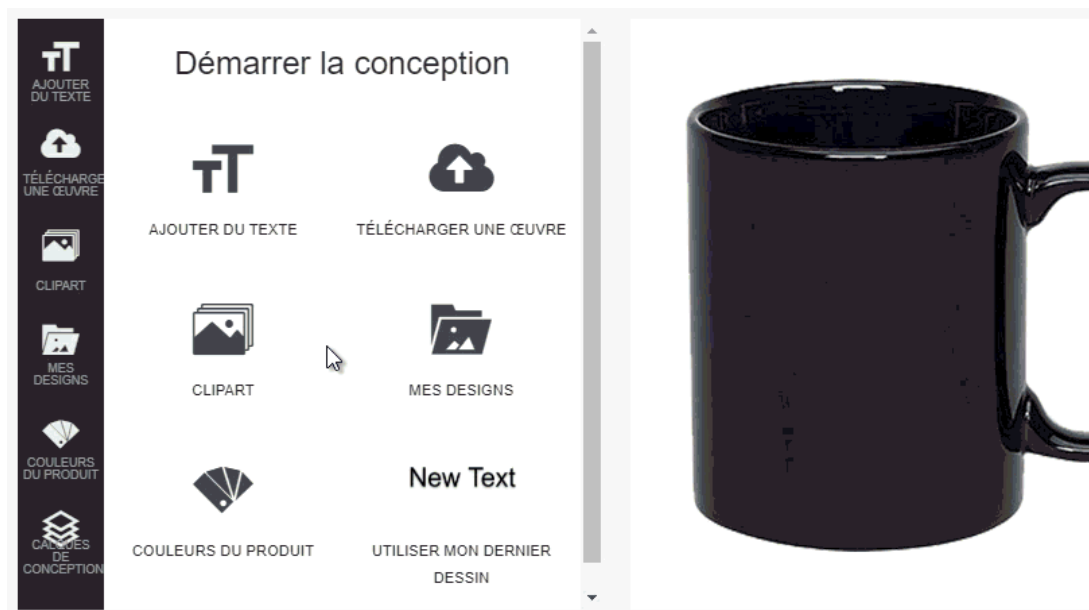 AJOUTER
DU TEXTE
TÉLÉCHARGE
UNE ŒUVRE
CLIPART
MES
DESIGNS
COULEURS
DU PRODUIT
CALQUES
DE
CONCEPTION
Démarrer la conception
AJOUTER DU TEXTE
TÉLÉCHARGER UNE ŒUVRE
CLIPART
MES DESIGNS
New Text
COULEURS DU PRODUIT
UTILISER MON DERNIER
DESSIN